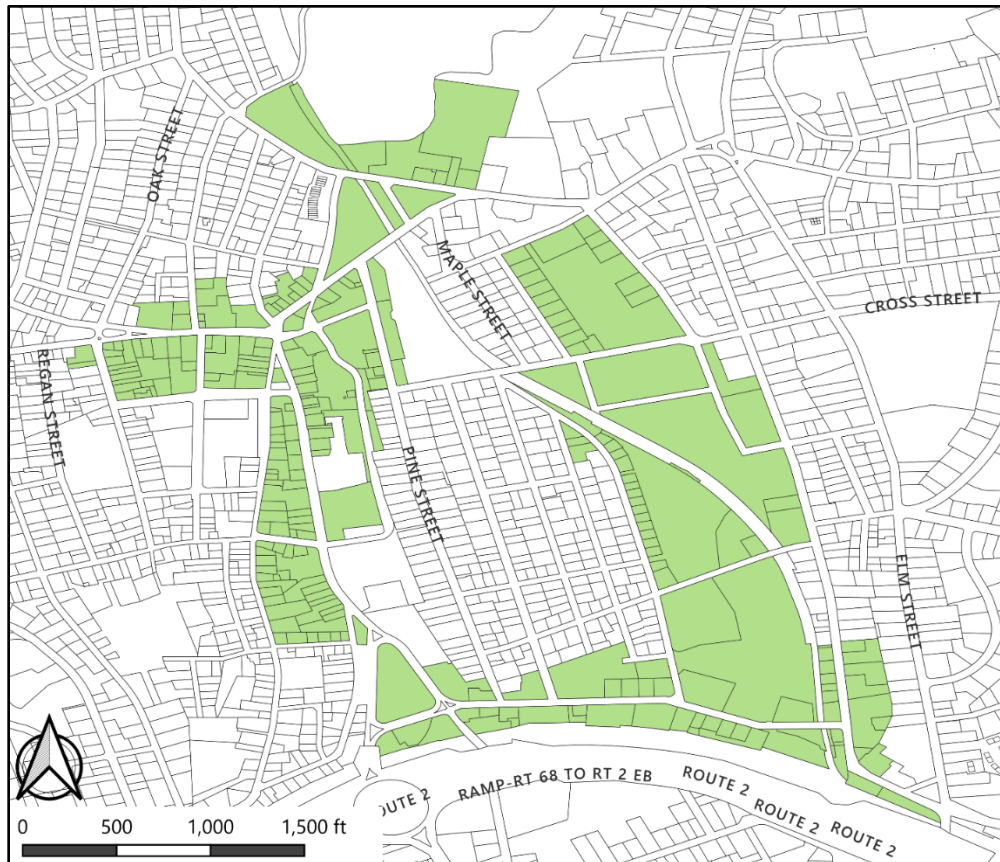 OAK STREET
MAPLE STREET
CROSS STREET
REGAN STREET
PINE STREET
ELM STREET
OUTE 2
RAMP-RT 68 TO RT 2 EB
ROUTE 2
ROUTE 2
ROUTE 2
0 500 1,000 1,500 ft